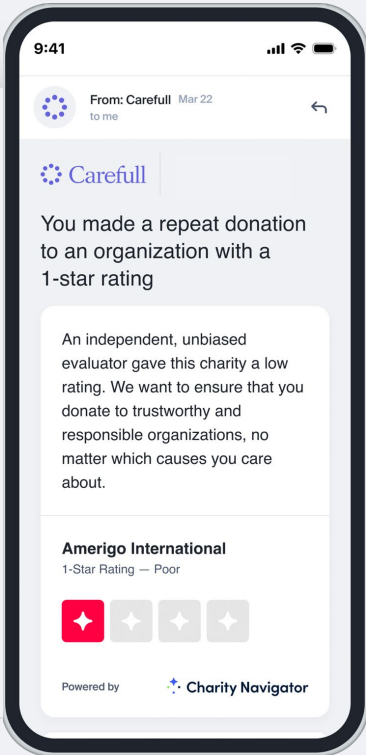 9:41
From: Carefull Mar 22
to me
Carefull
You made a repeat donation
to an organization with a
1-star rating
An independent, unbiased
evaluator gave this charity a low
rating. We want to ensure that you
donate to trustworthy and
responsible organizations, no
matter which causes you care
about.
Amerigo International
1-Star Rating — Poor
Powered by Charity Navigator